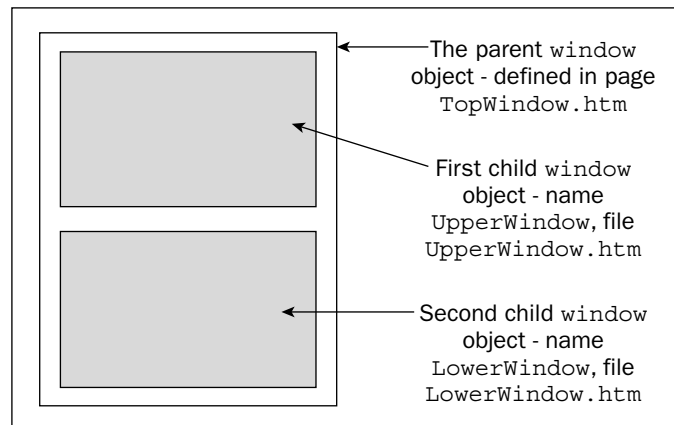 The parent window
object - defined in page
TopWindow.htm
First child window
object - name
UpperWindow, file
UpperWindow.htm
Second child window
object - name
LowerWindow, file
LowerWindow.htm